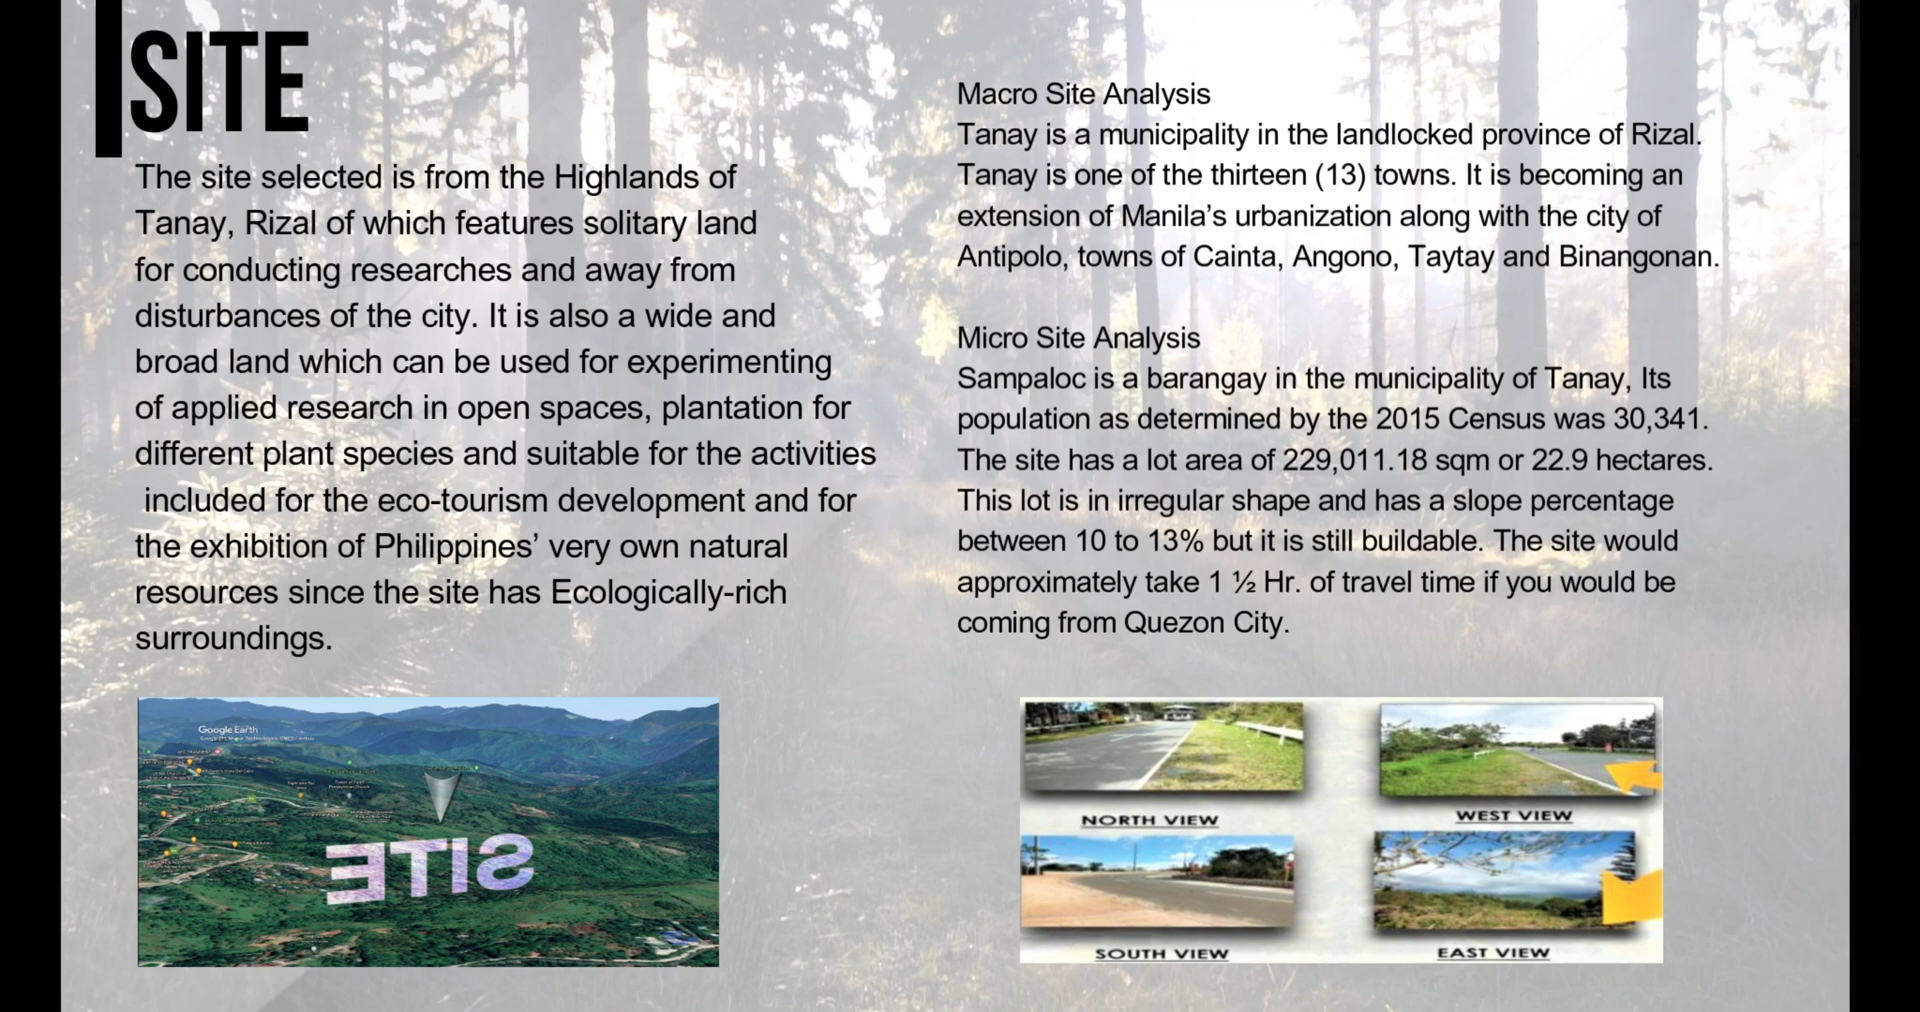 SITE
The site selected is from the Highlands of
Tanay, Rizal of which features solitary land
for conducting researches and away from
disturbances of the city. It is also a wide and
broad land which can be used for experimenting
of applied research in open spaces, plantation for
different plant species and suitable for the activities
included for the eco-tourism development and for
the exhibition of Philippines’ very own natural
resources since the site has Ecologically-rich
surroundings.
Macro Site Analysis
Tanay is a municipality in the landlocked province of Rizal.
Tanay is one of the thirteen (13) towns. It is becoming an
extension of Manila’s urbanization along with the city of
Antipolo, towns of Cainta, Angono, Taytay and Binangonan.
Micro Site Analysis
Sampaloc is a barangay in the municipality of Tanay, Its
population as determined by the 2015 Census was 30,341.
The site has a lot area of 229,011.18 sqm or 22.9 hectares.
This lot is in irregular shape and has a slope percentage
between 10 to 13% but it is still buildable. The site would
approximately take 1 ½ Hr. of travel time if you would be
coming from Quezon City.
Google Earth
SITE
NORTH VIEW
WEST VIEW
SOUTH VIEW
EAST VIEW